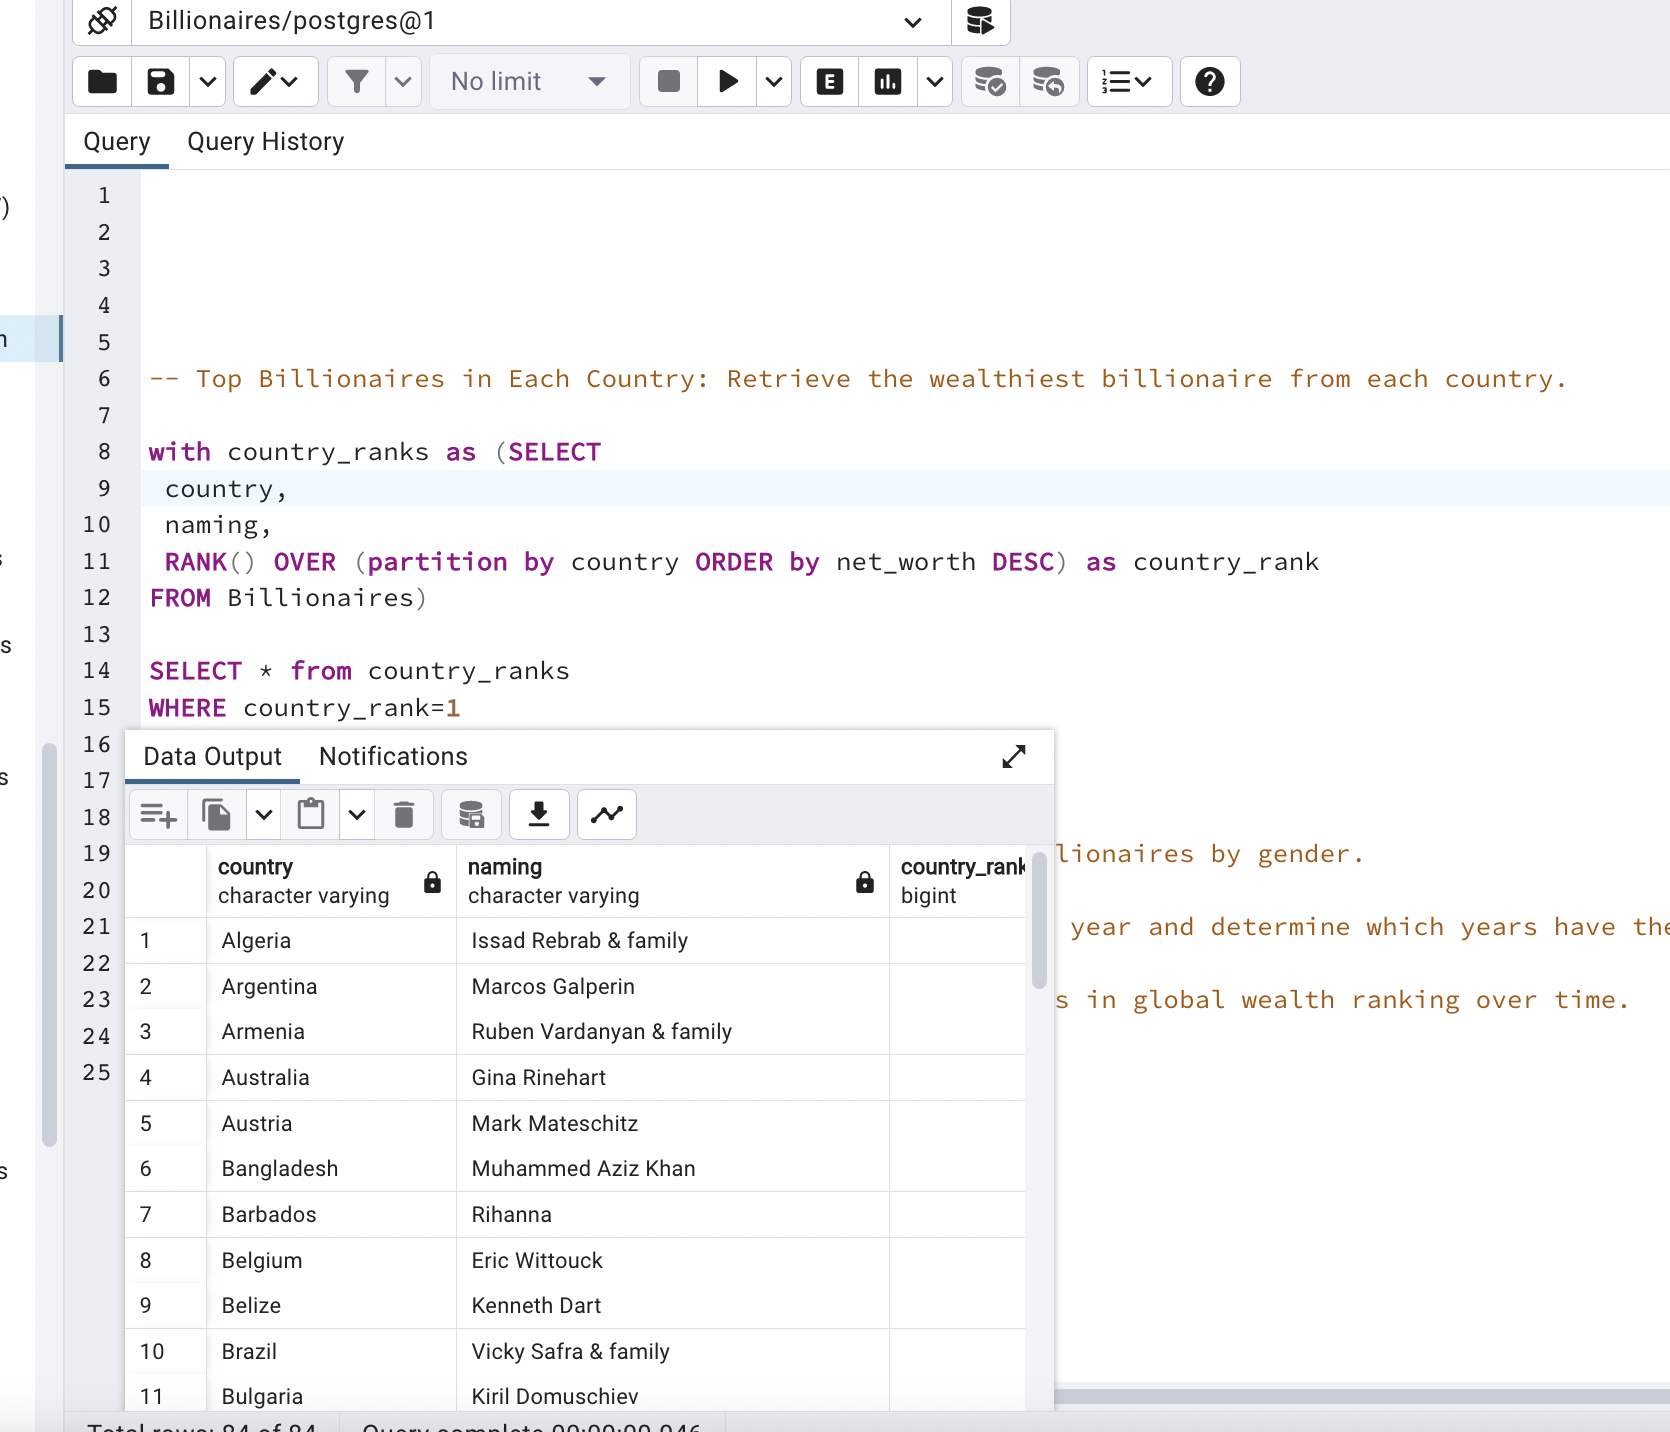 Billionaires/postgres@1
No limit
E
Query Query History
1
2
3
4
5
6 -- Top Billionaires in Each Country: Retrieve the wealthiest billionaire from each country.
7
8 with country_ranks as (SELECT
9 country,
10 naming,
11 RANK() OVER (partition by country ORDER by net_worth DESC) as country_rank
12 FROM Billionaires)
13
14 SELECT * from country_ranks
15 WHERE country_rank=1
16
17
18
19 lionaires by gender.
20
21 year and determine which years have the
22
23 s in global wealth ranking over time.
24
25
Data Output Notifications
country naming country_rank
character varying character varying bigint
1 Algeria Issad Rebrab & family
2 Argentina Marcos Galperin
3 Armenia Ruben Vardanyan & family
4 Australia Gina Rinehart
5 Austria Mark Mateschitz
6 Bangladesh Muhammed Aziz Khan
7 Barbados Rihanna
8 Belgium Eric Wittouck
9 Belize Kenneth Dart
10 Brazil Vicky Safra & family
11 Bulgaria Kiril Domuschiev
Total rows: 84 of 84 Query complete 00:00:00.046